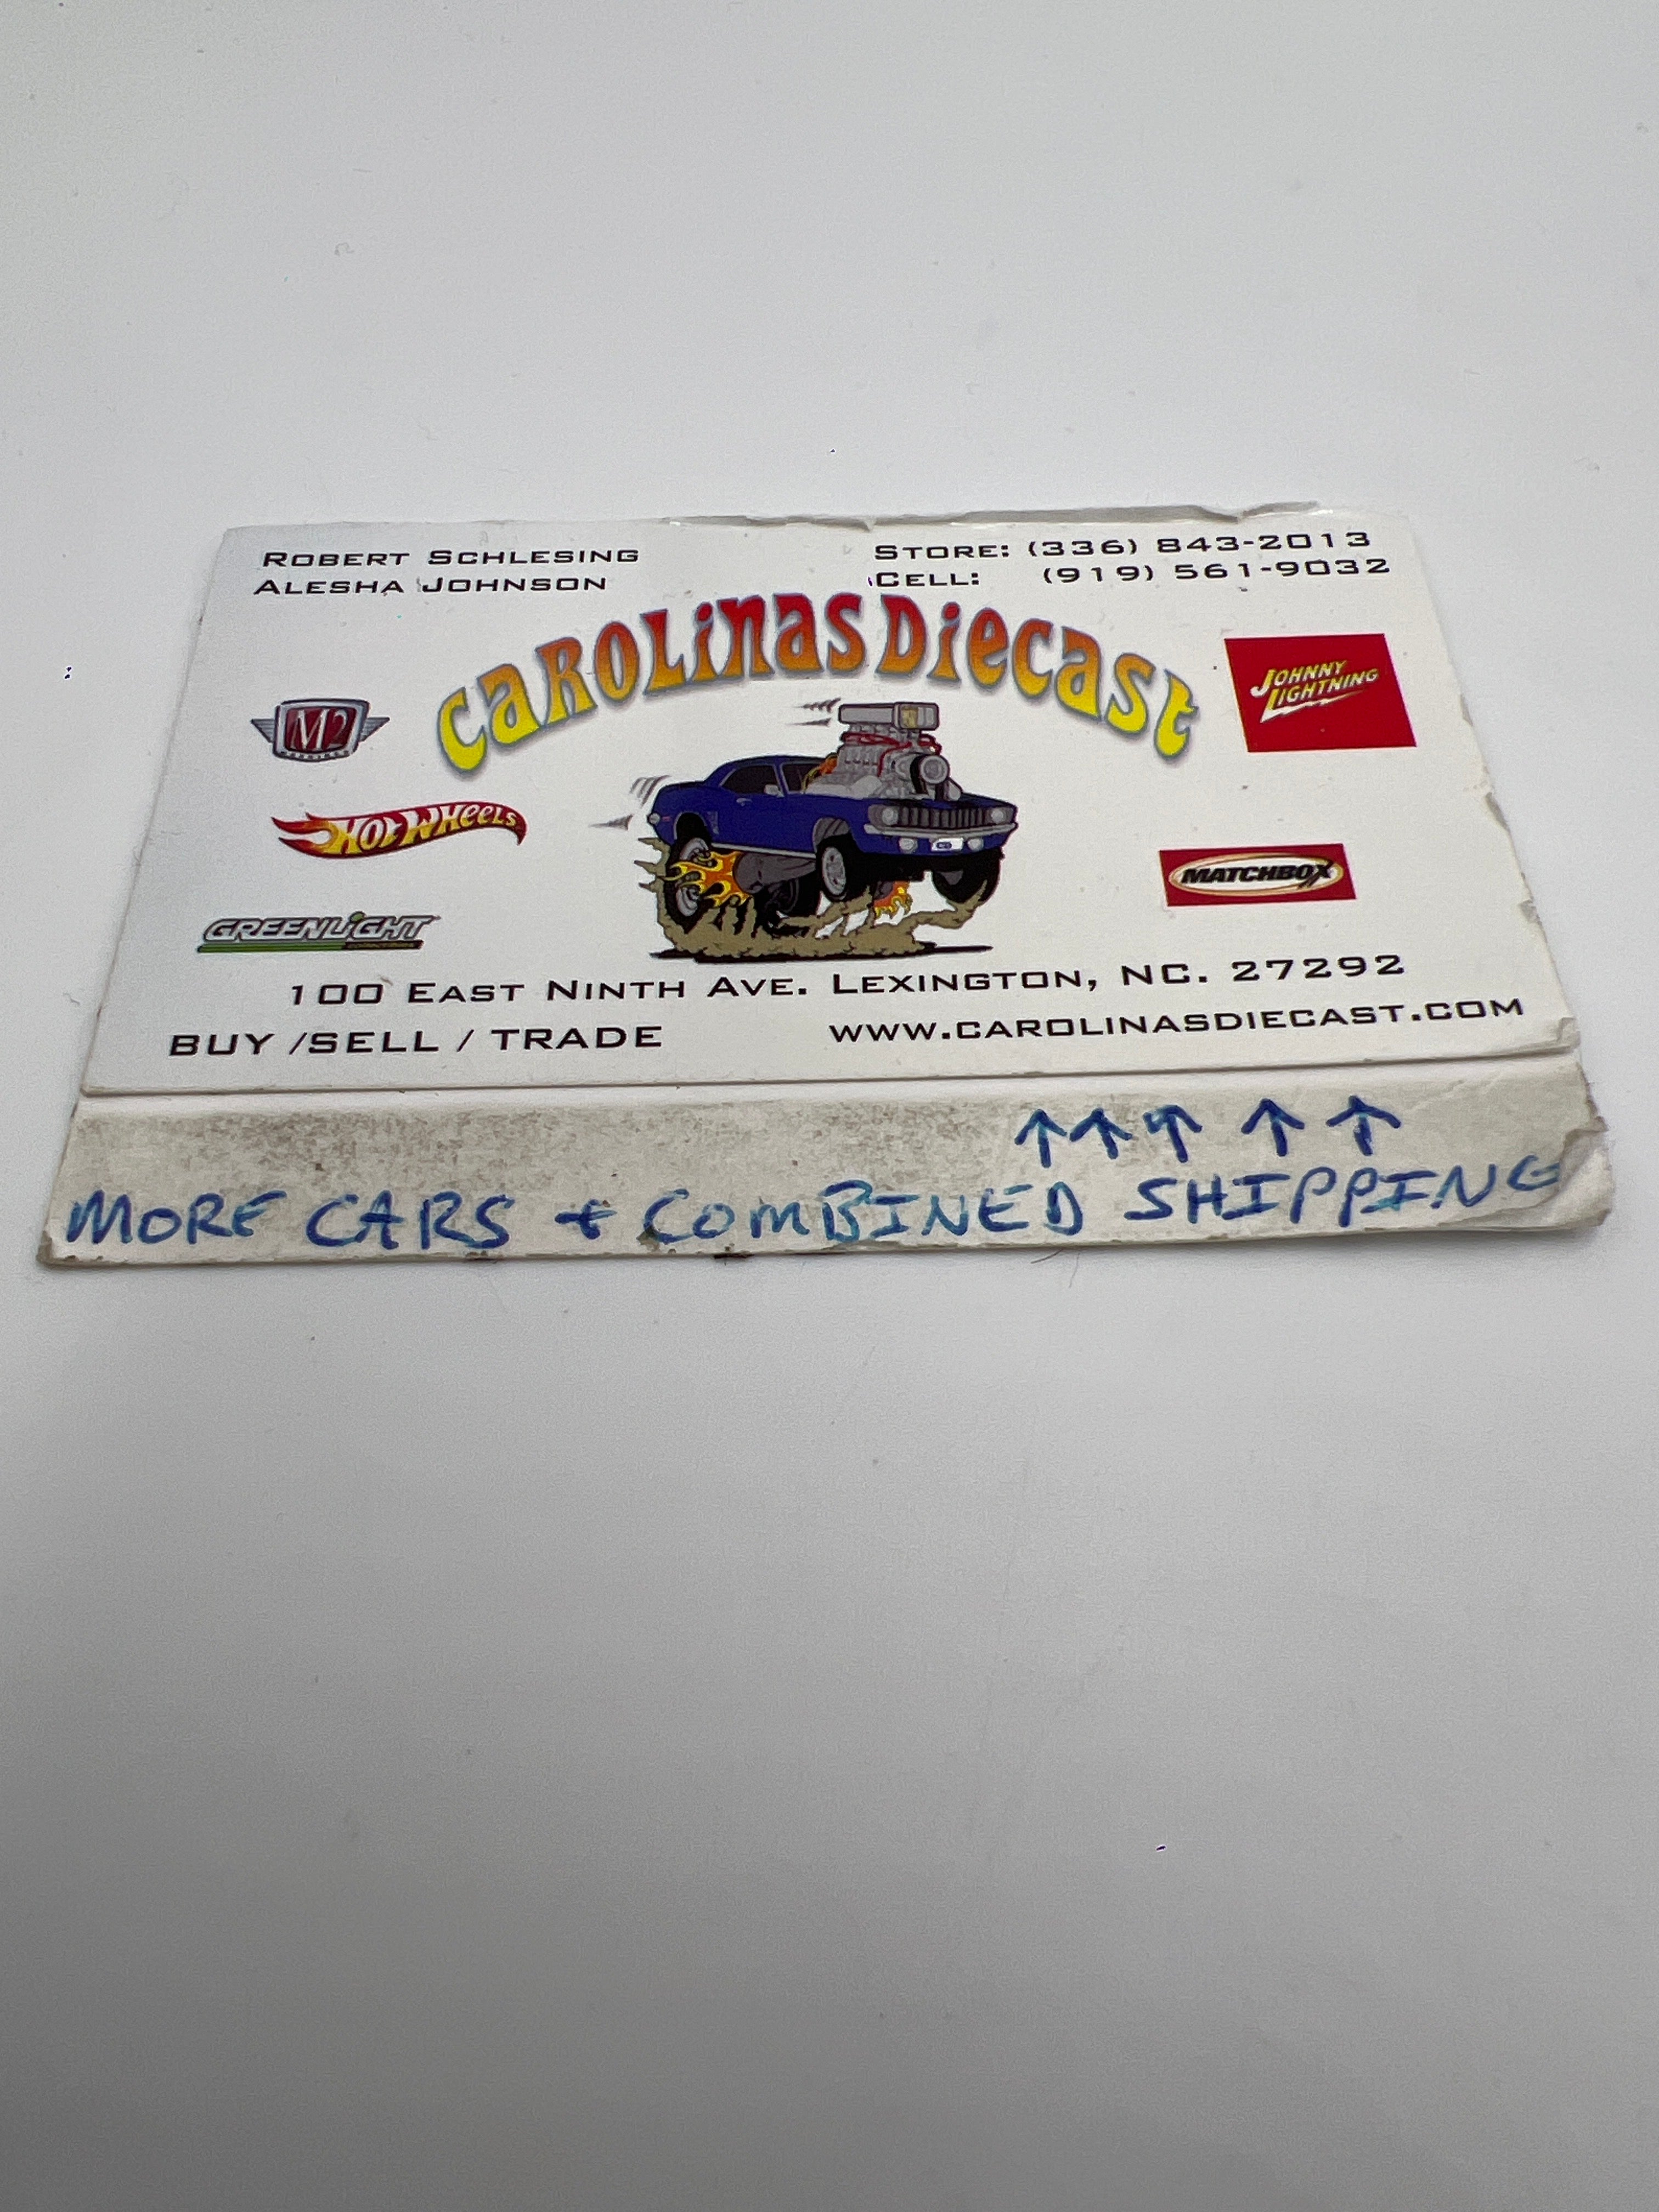 ROBERT SCHLESING
ALESHA JOHNSON
STORE: (336) 843-2013
CELL: (919) 561-9032
CAROLINAS DIECAST
M2
JOHNNY LIGHTNING
HOT WHEELS
MATCHBOX
GREENLIGHT
100 EAST NINTH AVE. LEXINGTON, NC. 27292
BUY /SELL / TRADE
WWW.CAROLINASDIECAST.COM
↑↑↑ ↑ ↑
MORE CARS + COMBINED SHIPPING